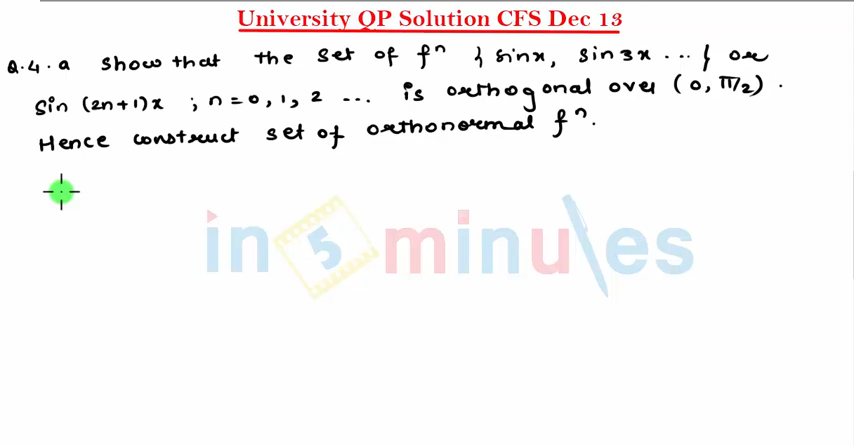 University QP Solution CFS Dec 13
Q.4.a show that the set of fⁿ { sinx, sin3x ... } or
sin (2n+1)x ; n=0,1,2 ... is orthogonal over (0, π/2).
Hence construct set of orthonormal fⁿ.
in 5 minutes